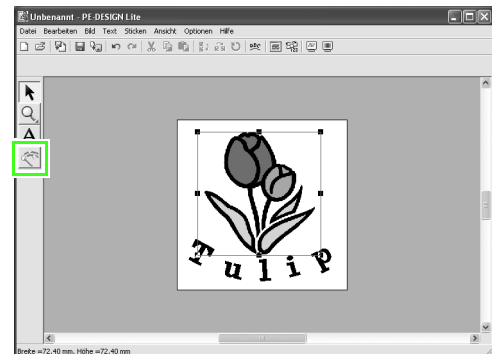 Unbenannt - PE-DESIGN Lite
Datei Bearbeiten Bild Text Sticken Ansicht Optionen Hilfe
A
Tulip
Breite =72.40 mm, Höhe =72.40 mm